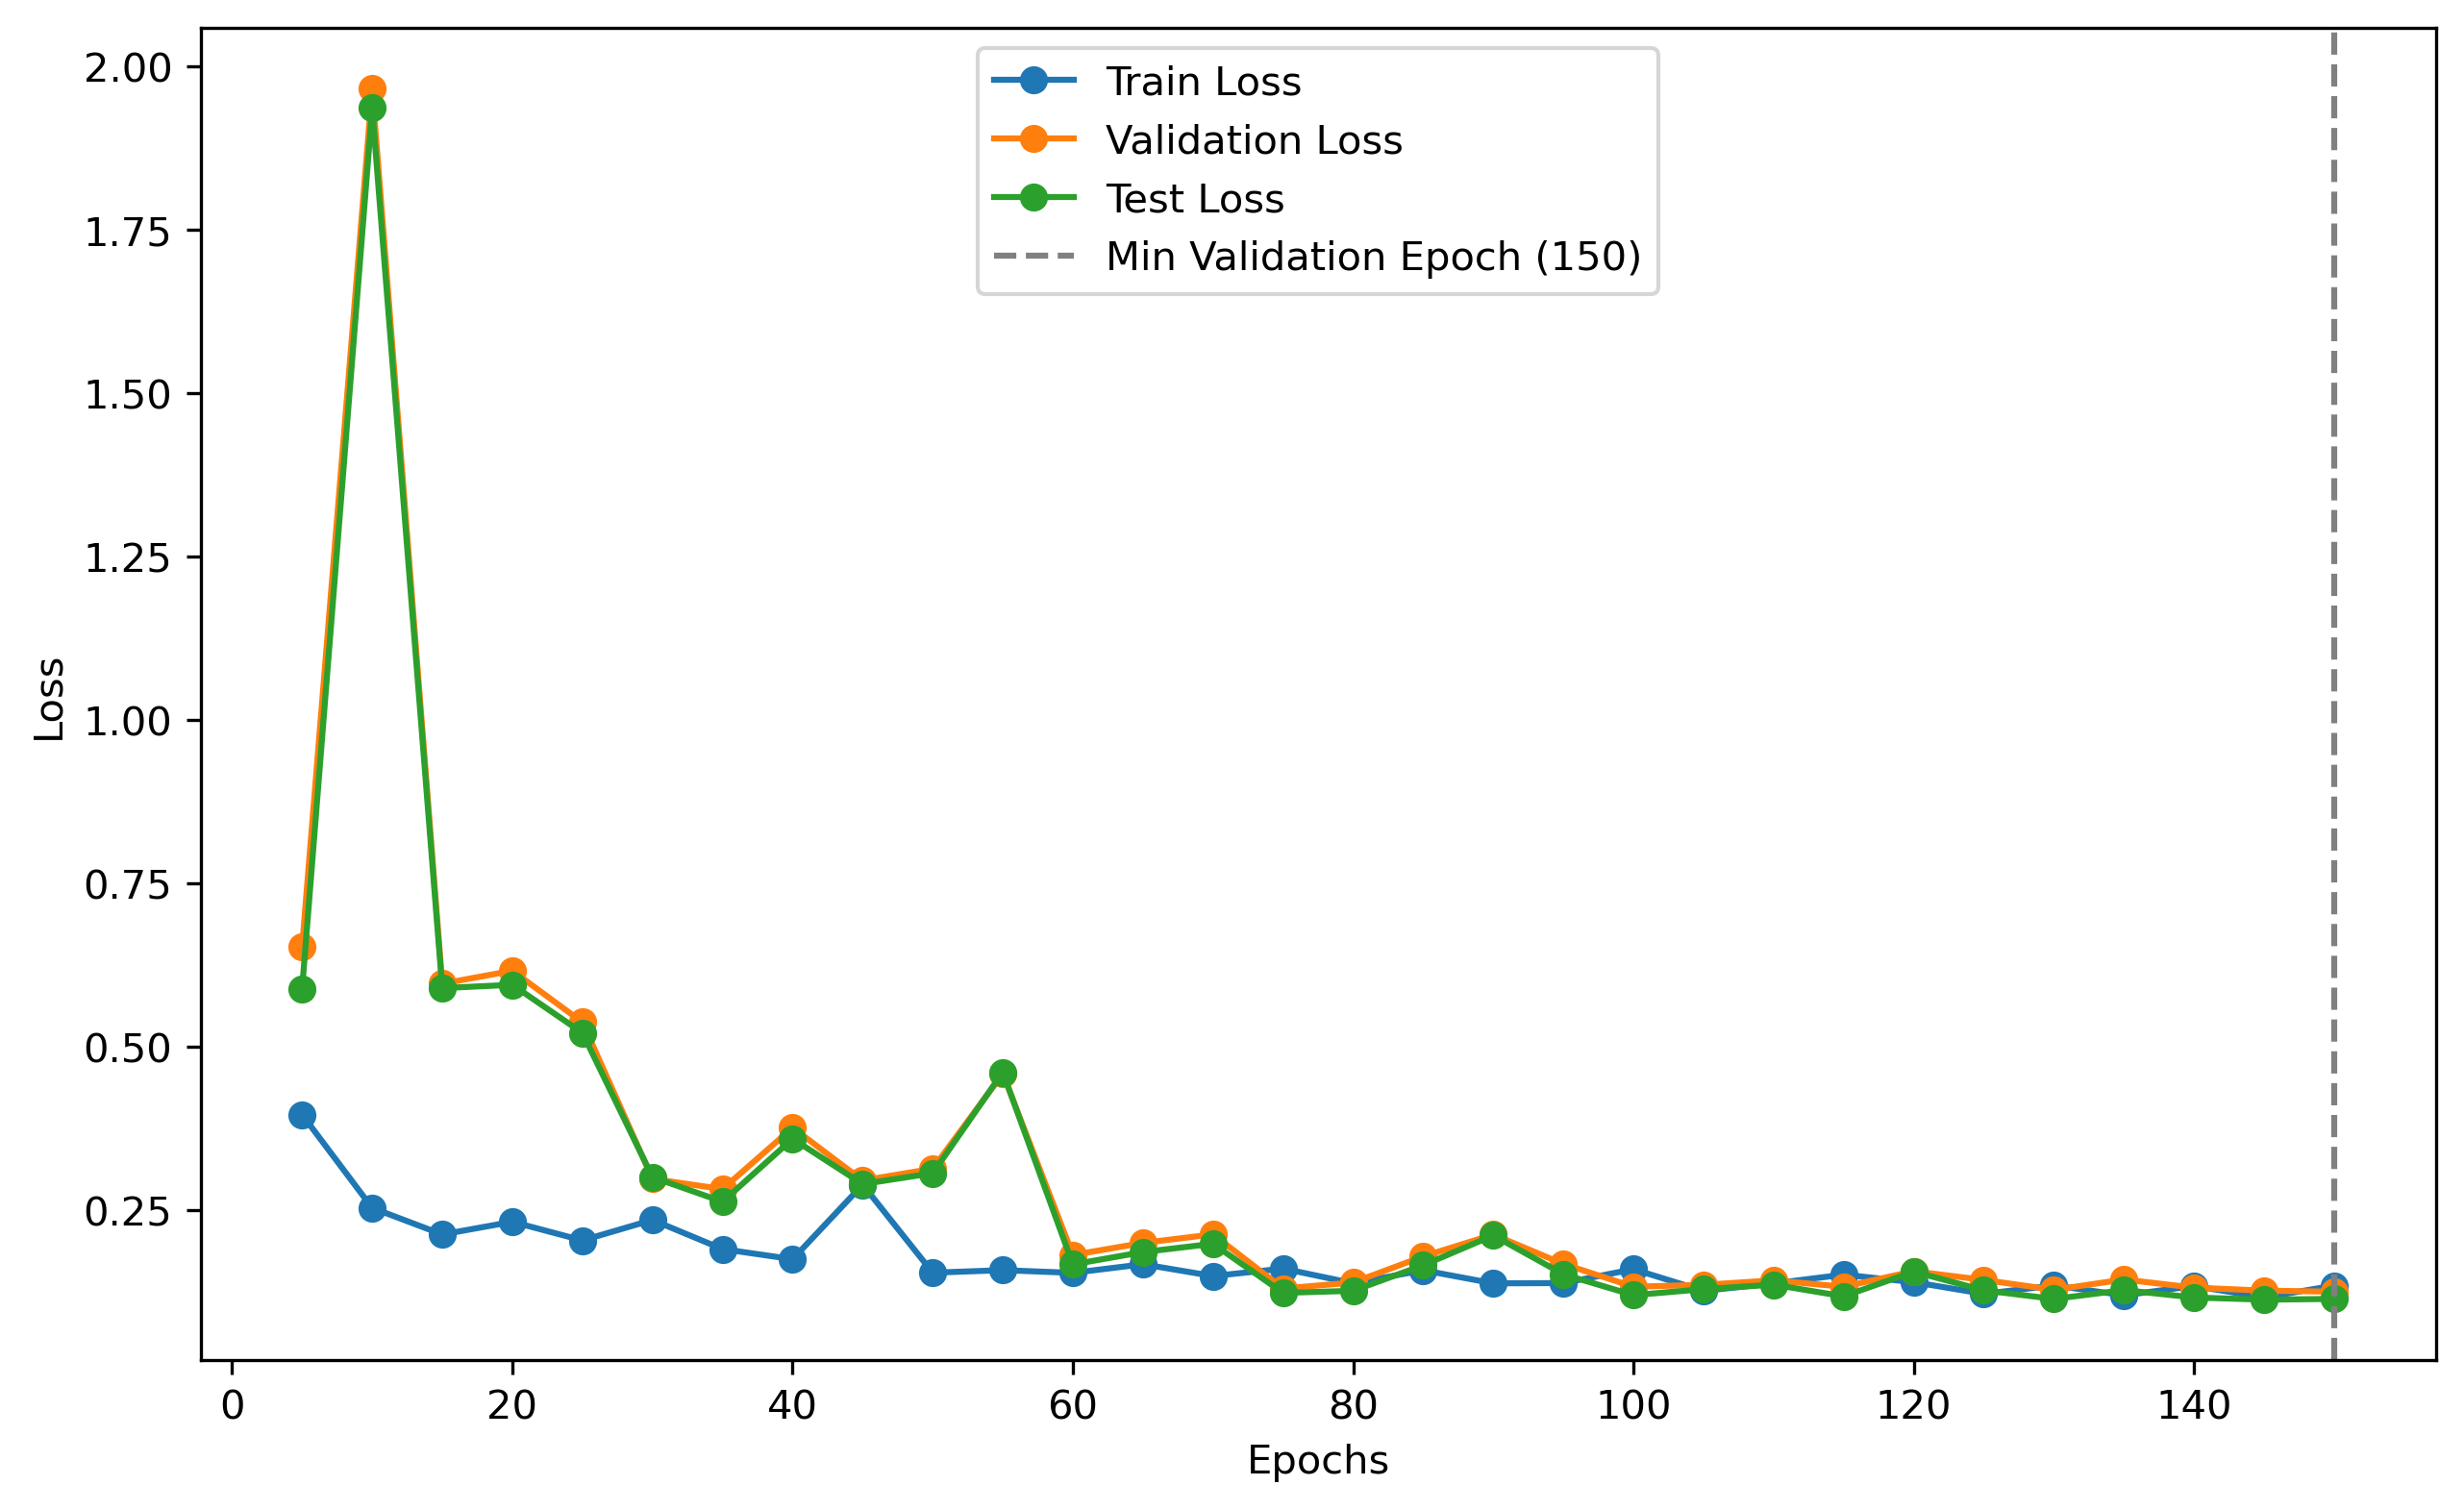 2.00
1.75
1.50
1.25
1.00
0.75
0.50
0.25
Loss
Train Loss
Validation Loss
Test Loss
Min Validation Epoch (150)
0 20 40 60 80 100 120 140
Epochs